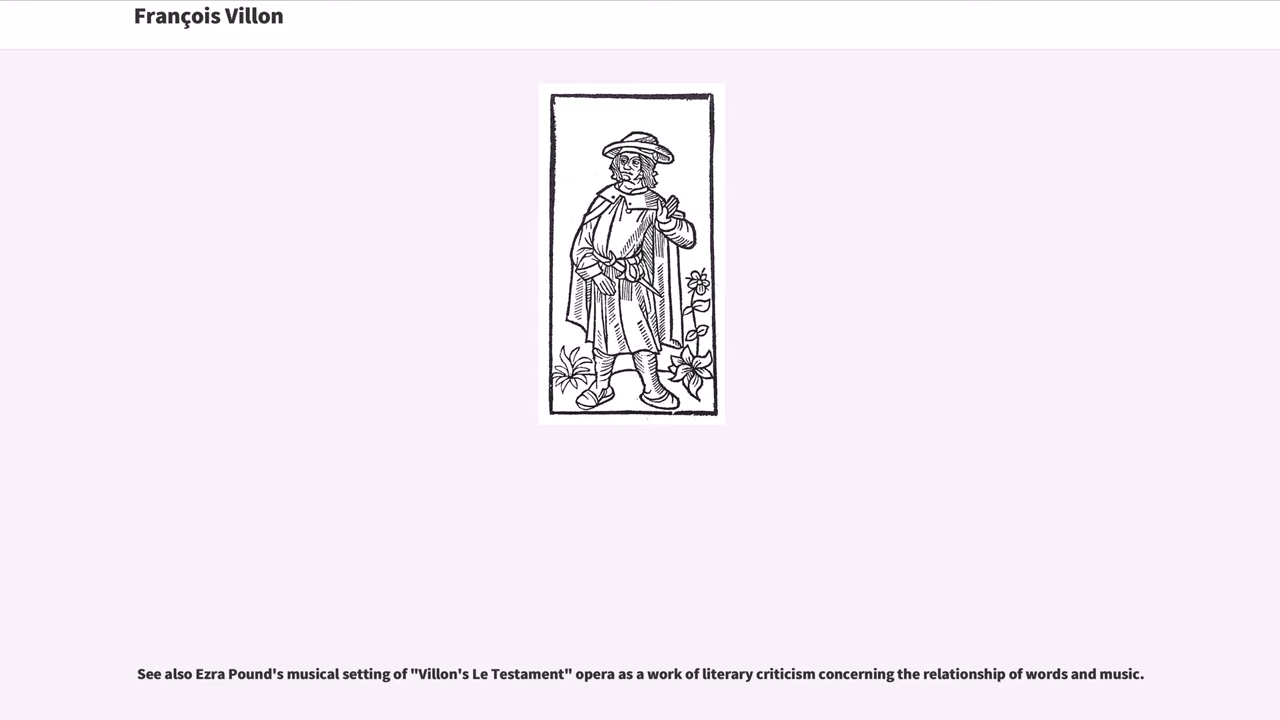 François Villon
See also Ezra Pound's musical setting of "Villon's Le Testament" opera as a work of literary criticism concerning the relationship of words and music.